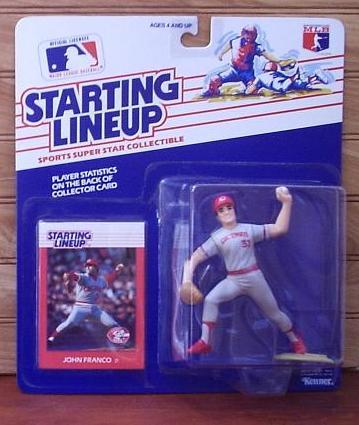 OFFICIAL LICENSEE
MAJOR LEAGUE BASEBALL
AGES 4 AND UP
MLB
STARTING
LINEUP
SPORTS SUPER STAR COLLECTIBLE
PLAYER STATISTICS
ON THE BACK OF
COLLECTOR CARD
STARTING
LINEUP
JOHN FRANCO P
CINCINNATI
31
Kenner